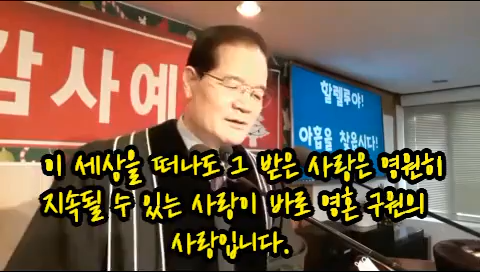 감사예
할렐루야!
아홉을 찾읍시다!
이 세상을 떠나도 그 받은 사랑은 영원히
지속될 수 있는 사랑이 바로 영혼 구원의
사랑입니다.